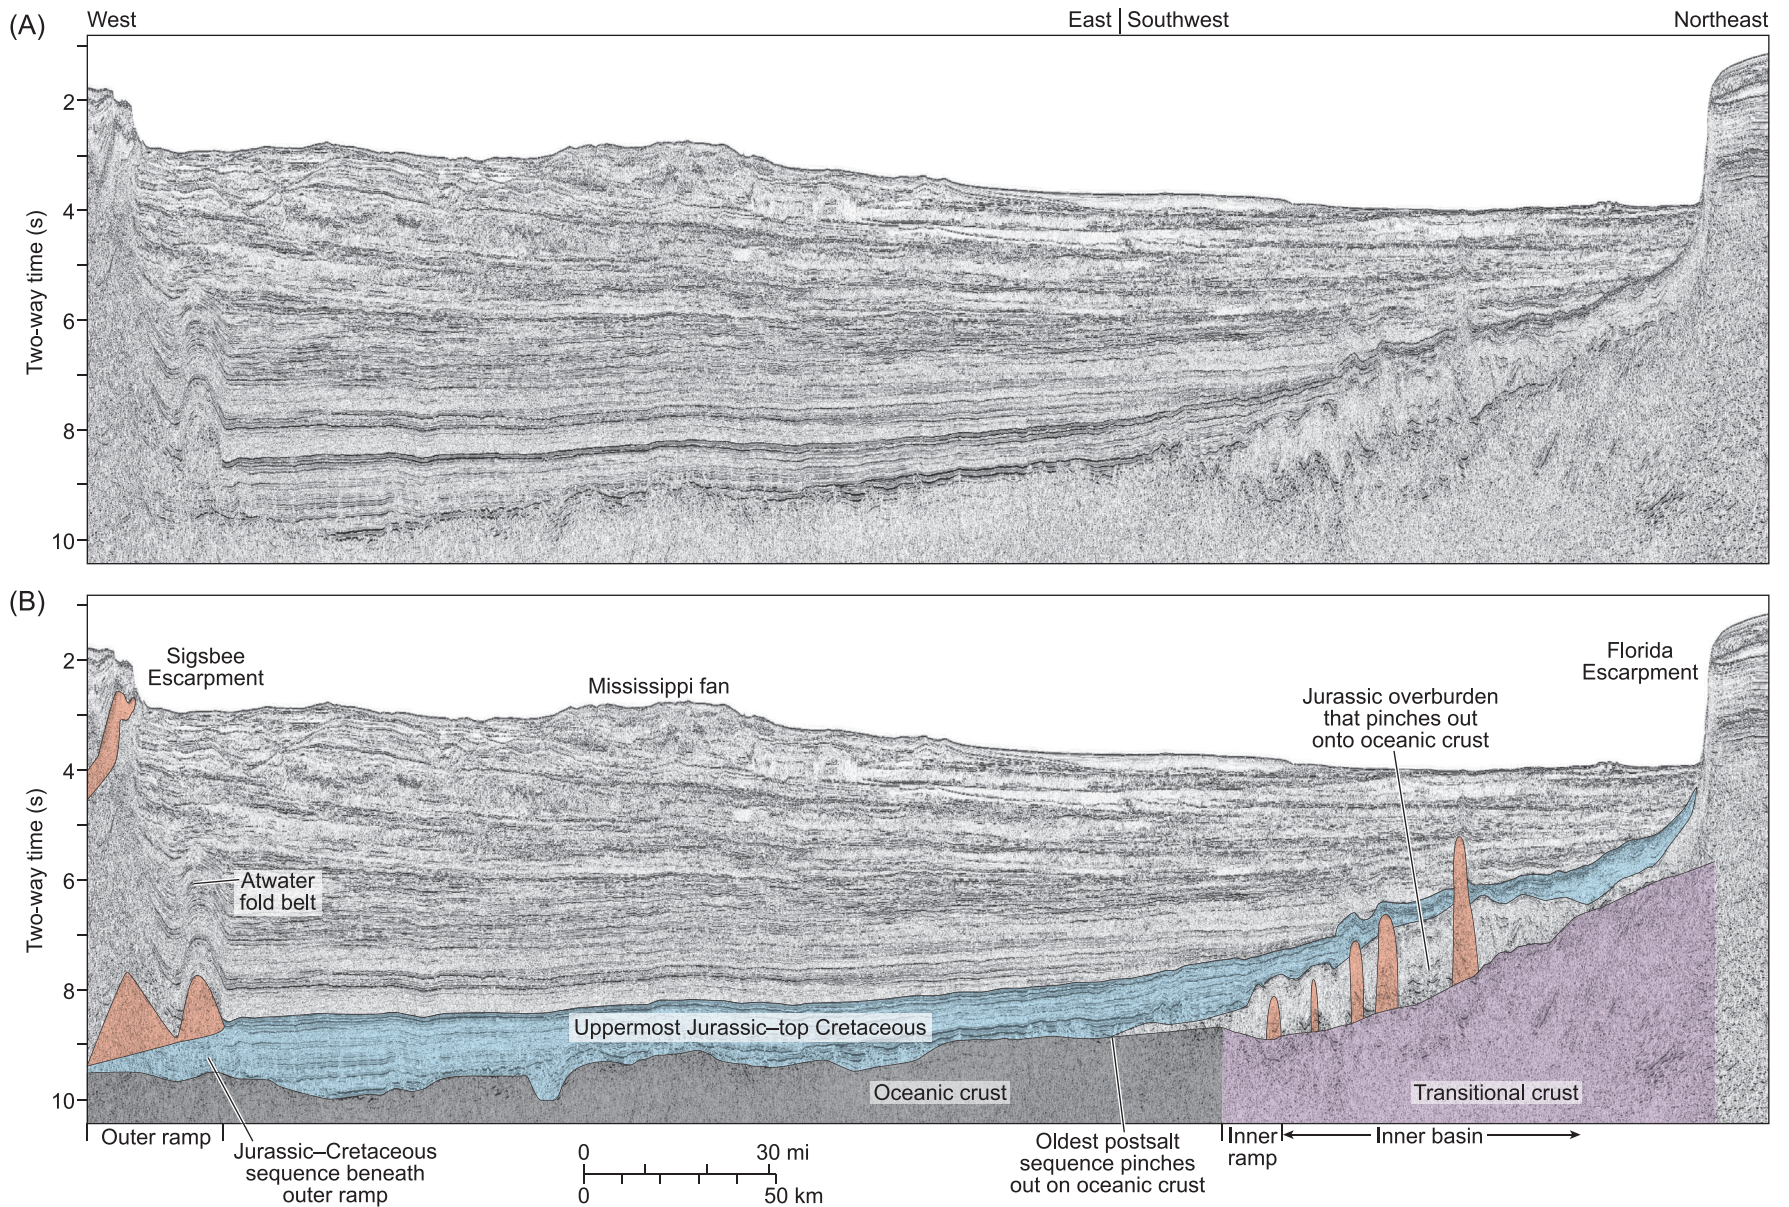 (A)
West
East
Southwest
Northeast
Two-way time (s)
2
4
6
8
10
(B)
Two-way time (s)
2
4
6
8
10
Sigsbee
Escarpment
Mississippi fan
Florida
Escarpment
Jurassic overburden
that pinches out
onto oceanic crust
Atwater
fold belt
Uppermost Jurassic–top Cretaceous
Oceanic crust
Transitional crust
Outer ramp
Jurassic–Cretaceous
sequence beneath
outer ramp
0
30 mi
0
50 km
Oldest postsalt
sequence pinches
out on oceanic crust
Inner
ramp
Inner basin